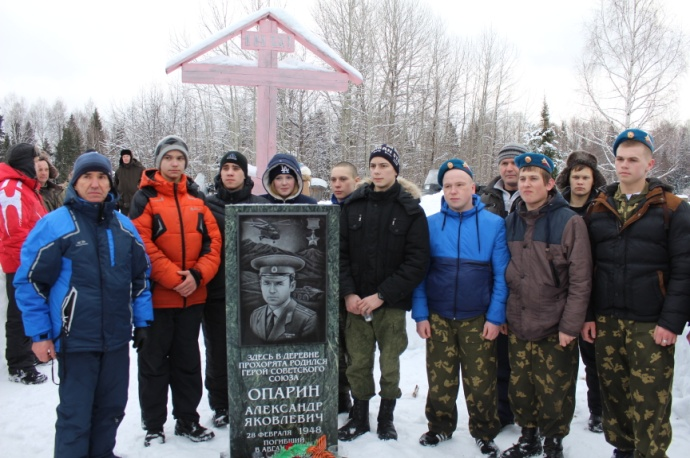 ЗДЕСЬ В ДЕРЕВНЕ
ПРОХОРЯТА РОДИЛСЯ
ГЕРОЙ СОВЕТСКОГО
СОЮЗА
ОПАРИН
АЛЕКСАНДР
ЯКОВЛЕВИЧ
28 ФЕВРАЛЯ 1948
ПОГИБШИЙ